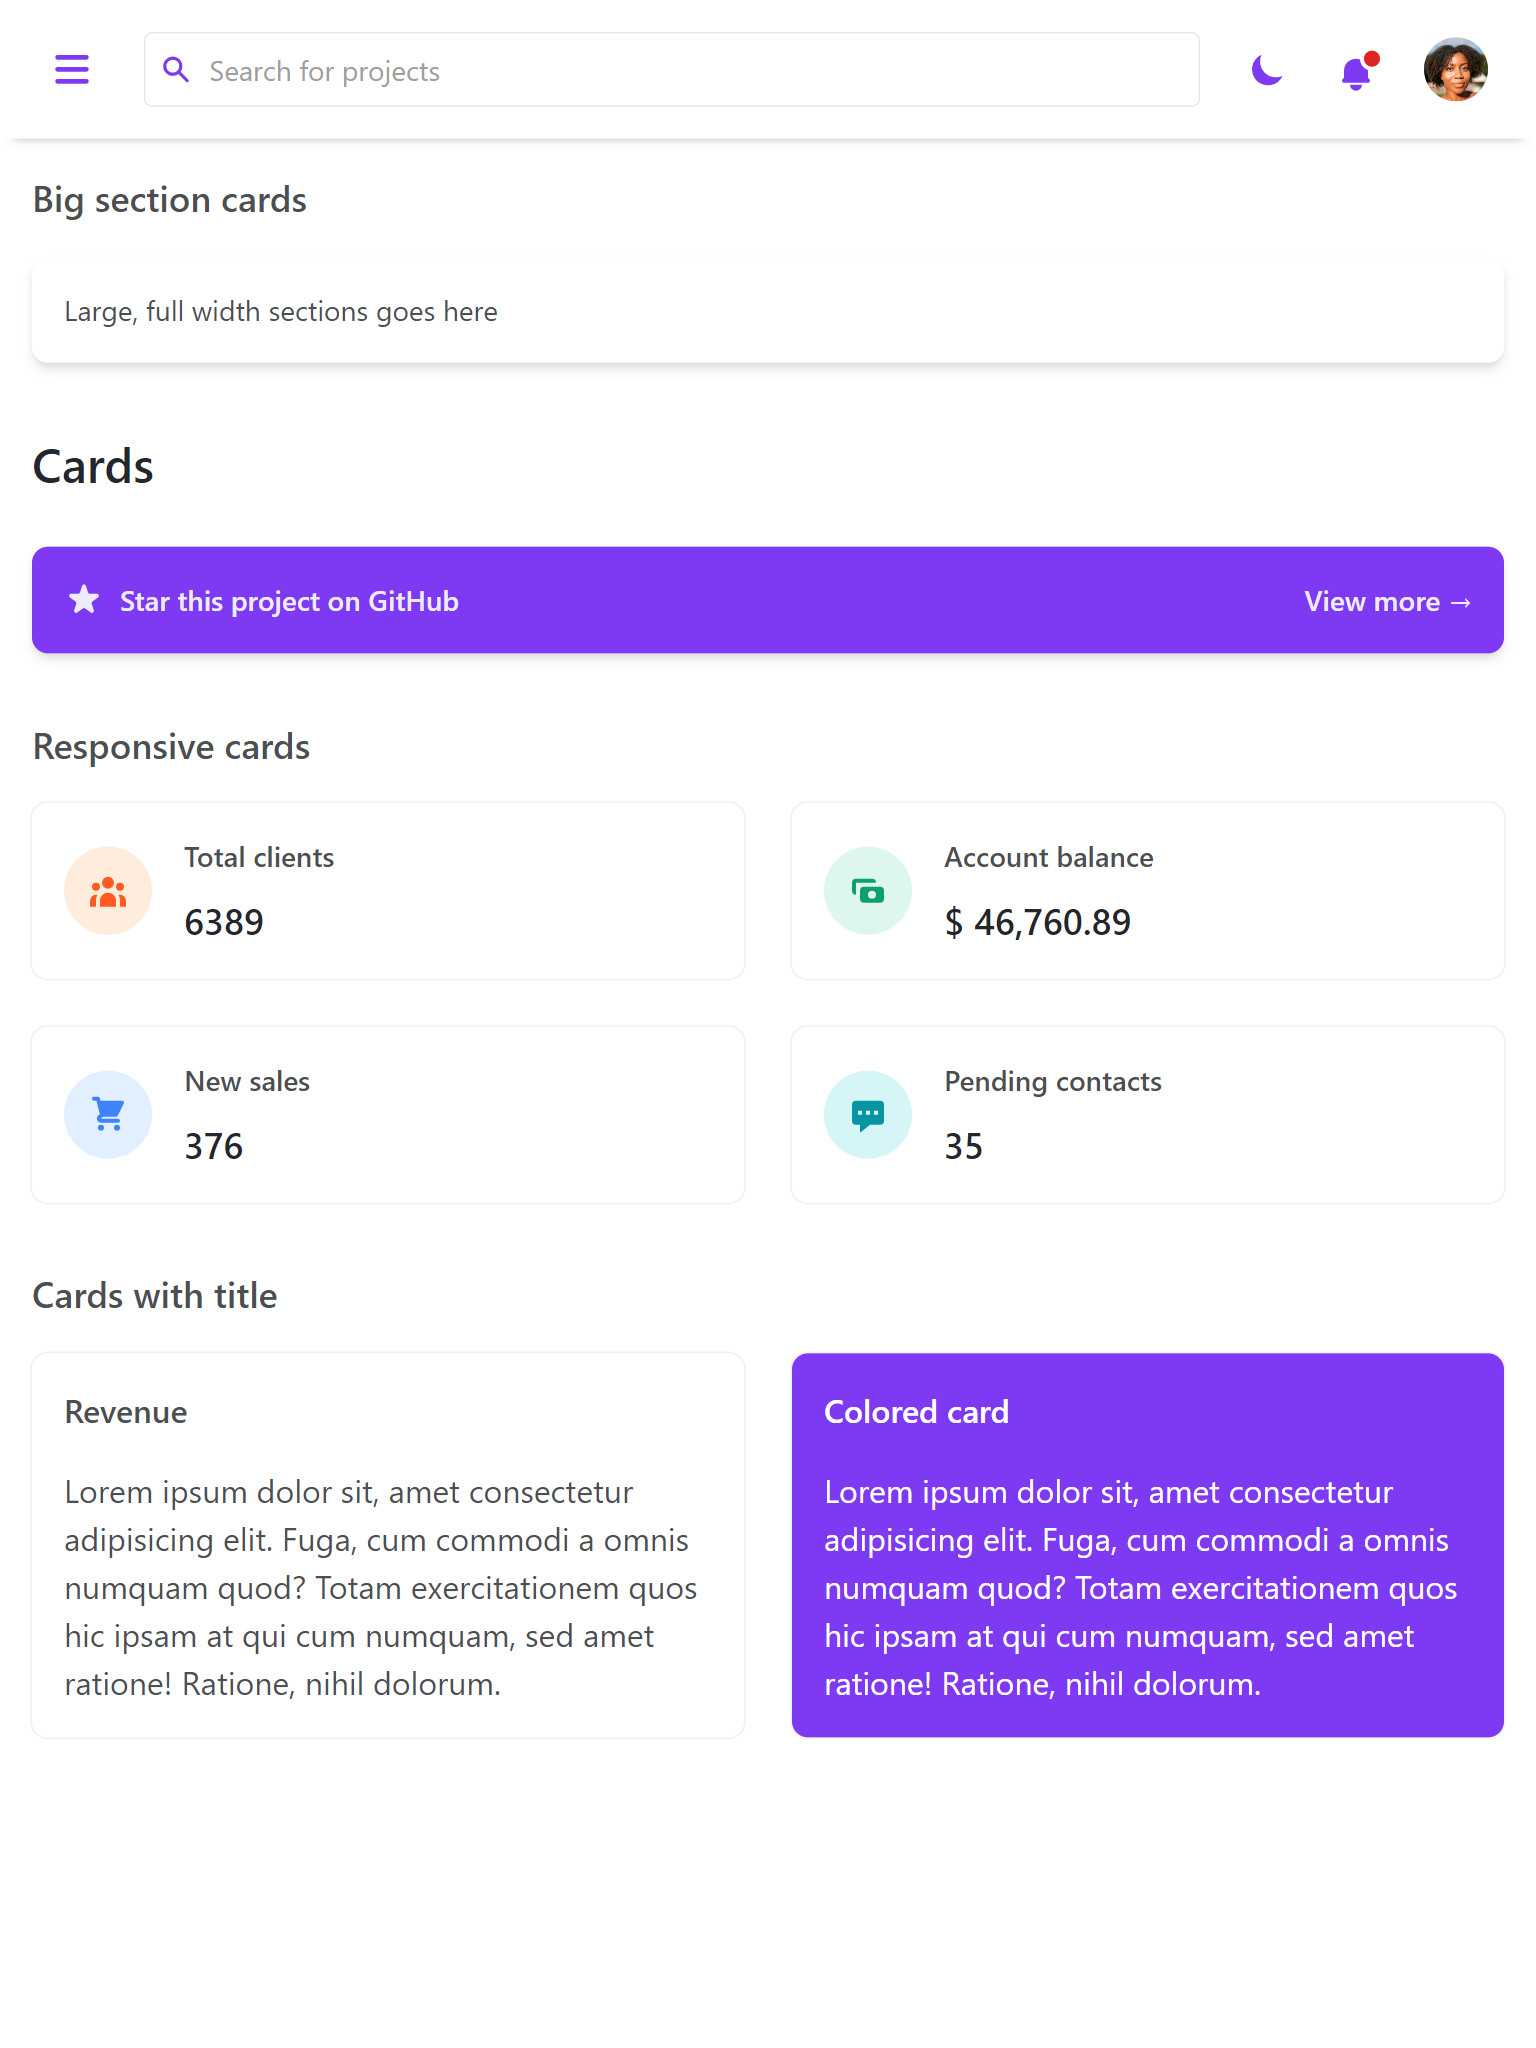 Search for projects
Big section cards
Large, full width sections goes here
Cards
Star this project on GitHub
View more →
Responsive cards
Total clients
6389
Account balance
$ 46,760.89
New sales
376
Pending contacts
35
Cards with title
Revenue
Lorem ipsum dolor sit, amet consectetur
adipisicing elit. Fuga, cum commodi a omnis
numquam quod? Totam exercitationem quos
hic ipsam at qui cum numquam, sed amet
ratione! Ratione, nihil dolorum.
Colored card
Lorem ipsum dolor sit, amet consectetur
adipisicing elit. Fuga, cum commodi a omnis
numquam quod? Totam exercitationem quos
hic ipsam at qui cum numquam, sed amet
ratione! Ratione, nihil dolorum.